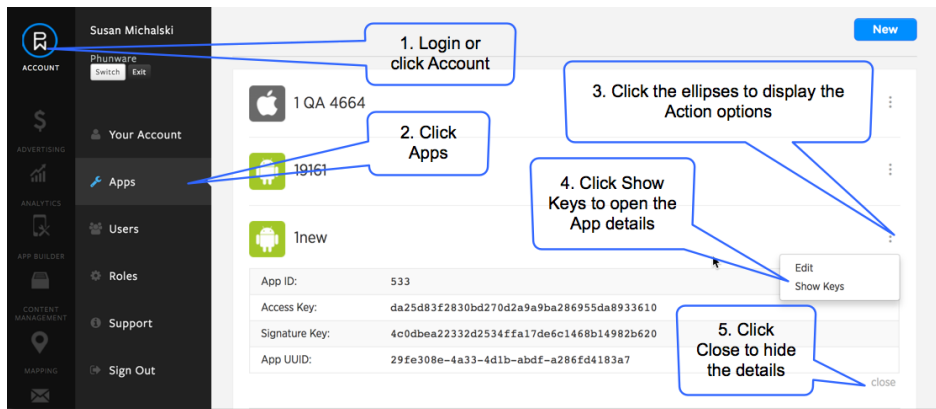 ACCOUNT
ADVERTISING
ANALYTICS
APP BUILDER
CONTENT
MANAGEMENT
MAPPING
Susan Michalski
Phunware
Switch Exit
Your Account
Apps
Users
Roles
Support
Sign Out
New
1. Login or
click Account
1 QA 4664
2. Click
Apps
19161
3. Click the ellipses to display the
Action options
4. Click Show
Keys to open the
App details
1new
Edit
Show Keys
App ID: 533
Access Key: da25d83f2830bd270d2a9a9ba286955da8933610
Signature Key: 4c0dbea22332d2534ffa17de6c1468b14982b620
App UUID: 29fe308e-4a33-4d1b-abdf-a286fd4183a7
5. Click
Close to hide
the details
close